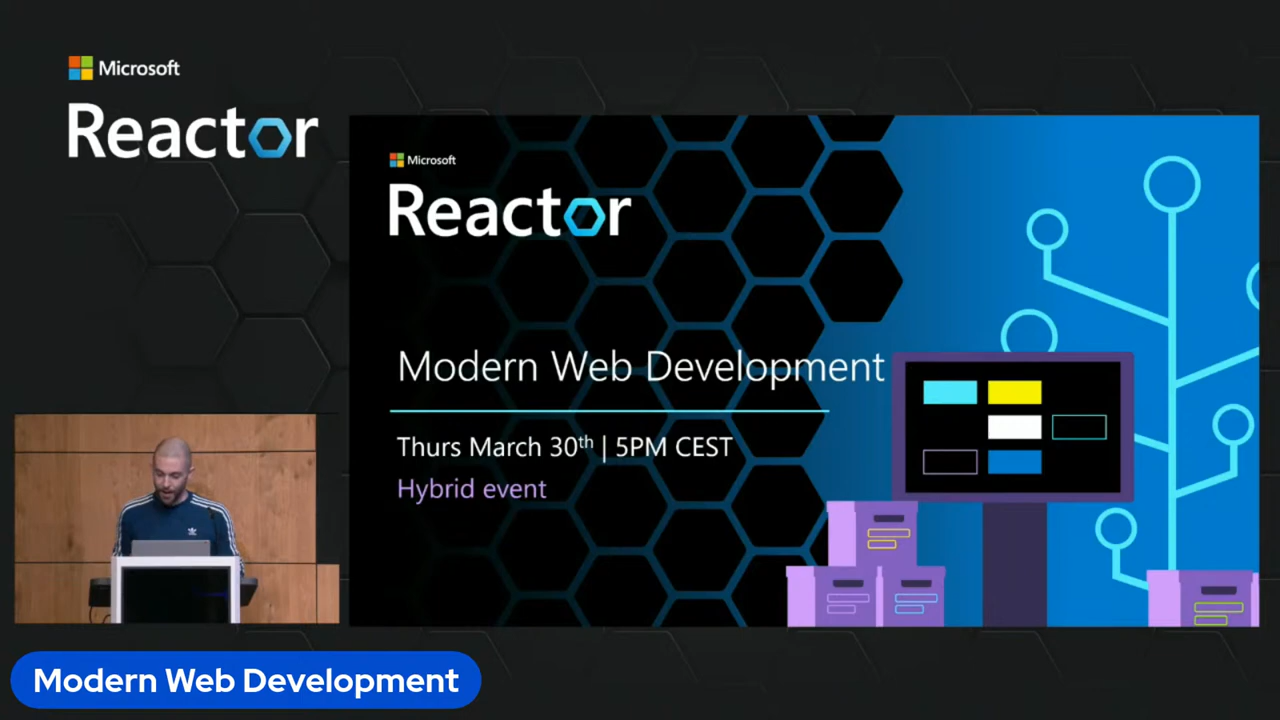 Microsoft
Reactor
Microsoft
Reactor
Modern Web Development
Thurs March 30th | 5PM CEST
Hybrid event
Modern Web Development